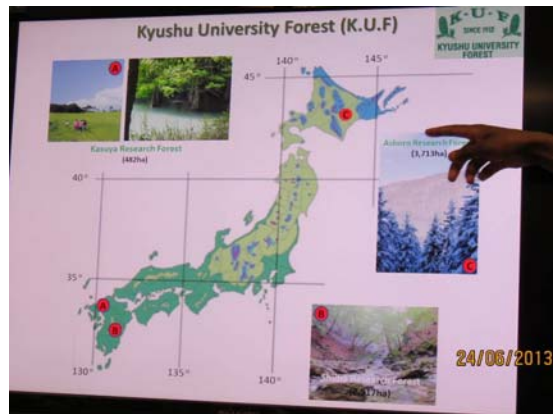 Kyushu University Forest (K.U.F)
K·U·F
SINCE 1912
KYUSHU UNIVERSITY
FOREST
A
Kasuya Research Forest
(482ha)
140°
145°
45°
C
(3,713ha)
C
40°
35°
A
B
130°
135°
140°
B
Research Forest
24/06/2013